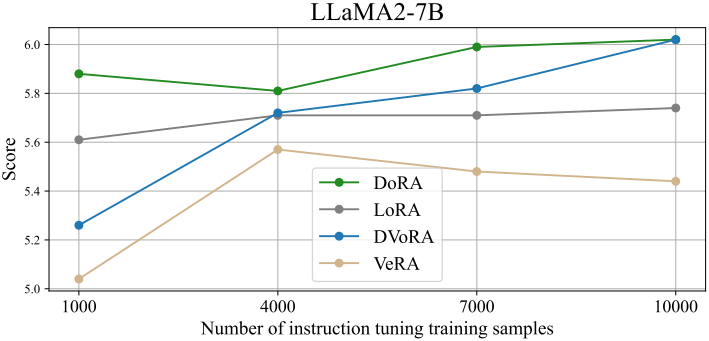 LLaMA2-7B
Score
6.0
5.8
5.6
5.4
5.2
5.0
DoRA
LoRA
DVoRA
VeRA
1000 4000 7000 10000
Number of instruction tuning training samples